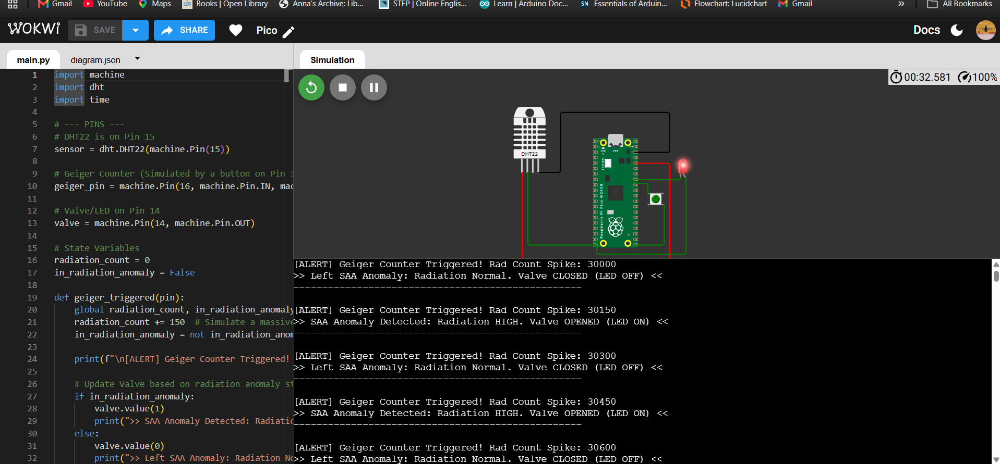 Gmail YouTube Maps Books | Open Library Anna's Archive: Lib... STEP | Online Englis... Learn | Arduino Doc... SN Essentials of Arduin... Flowchart: Lucidchart Gmail » All Bookmarks
WOKWI SAVE SHARE Pico Docs
main.py diagram.json Simulation
00:32.581 100%
1 import machine
2 import dht
3 import time
4
5 # --- PINS ---
6 # DHT22 is on Pin 15
7 sensor = dht.DHT22(machine.Pin(15))
8
9 # Geiger Counter (Simulated by a button on Pin 1
10 geiger_pin = machine.Pin(16, machine.Pin.IN, mac
11
12 # Valve/LED on Pin 14
13 valve = machine.Pin(14, machine.Pin.OUT)
14
15 # State Variables
16 radiation_count = 0
17 in_radiation_anomaly = False
18
19 def geiger_triggered(pin):
20 global radiation_count, in_radiation_anomaly
21 radiation_count += 150 # Simulate a massive
22 in_radiation_anomaly = not in_radiation_anom
23
24 print(f"\n[ALERT] Geiger Counter Triggered!
25
26 # Update Valve based on radiation anomaly st
27 if in_radiation_anomaly:
28 valve.value(1)
29 print(">> SAA Anomaly Detected: Radiatio
30 else:
31 valve.value(0)
32 print(">> Left SAA Anomaly: Radiation No
DHT22
LED USB
BOOTSEL
Raspberry Pi Pico © 2020
[ALERT] Geiger Counter Triggered! Rad Count Spike: 30000
>> Left SAA Anomaly: Radiation Normal. Valve CLOSED (LED OFF) <<
---------------------------------------------------
[ALERT] Geiger Counter Triggered! Rad Count Spike: 30150
>> SAA Anomaly Detected: Radiation HIGH. Valve OPENED (LED ON) <<
---------------------------------------------------
[ALERT] Geiger Counter Triggered! Rad Count Spike: 30300
>> Left SAA Anomaly: Radiation Normal. Valve CLOSED (LED OFF) <<
---------------------------------------------------
[ALERT] Geiger Counter Triggered! Rad Count Spike: 30450
>> SAA Anomaly Detected: Radiation HIGH. Valve OPENED (LED ON) <<
---------------------------------------------------
[ALERT] Geiger Counter Triggered! Rad Count Spike: 30600
>> Left SAA Anomaly: Radiation Normal. Valve CLOSED (LED OFF) <<